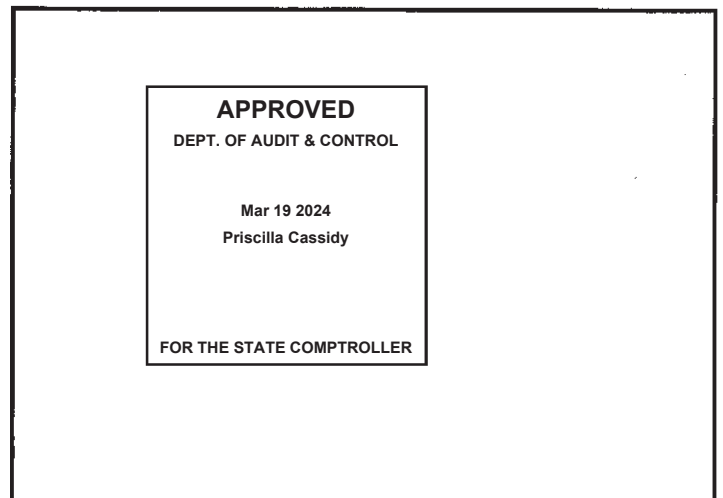 APPROVED
DEPT. OF AUDIT & CONTROL
Mar 19 2024
Priscilla Cassidy
FOR THE STATE COMPTROLLER